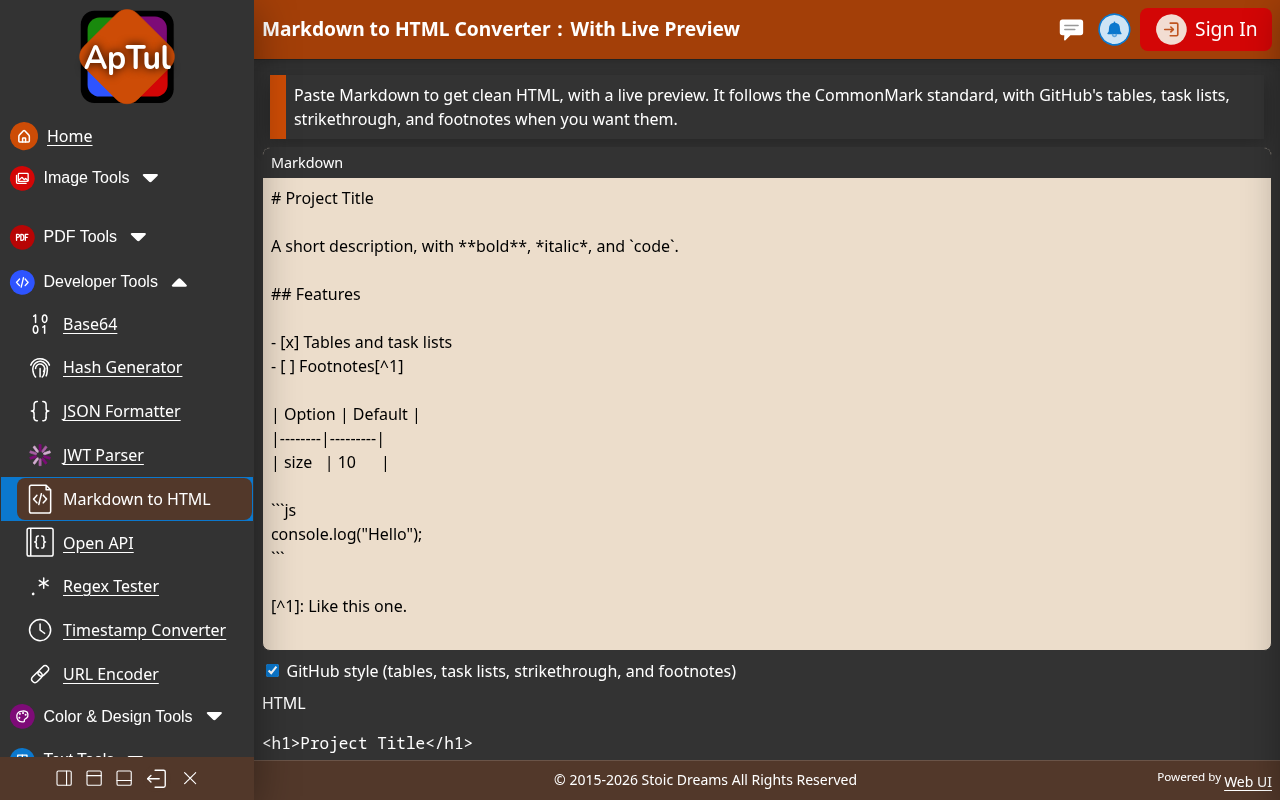 ApTul
Home
Image Tools
PDF Tools
Developer Tools
Base64
Hash Generator
JSON Formatter
JWT Parser
Markdown to HTML
Open API
Regex Tester
Timestamp Converter
URL Encoder
Color & Design Tools
Text Tools
Markdown to HTML Converter : With Live Preview
Sign In
Paste Markdown to get clean HTML, with a live preview. It follows the CommonMark standard, with GitHub's tables, task lists,
strikethrough, and footnotes when you want them.
Markdown
# Project Title
A short description, with **bold**, *italic*, and `code`.
## Features
- [x] Tables and task lists
- [ ] Footnotes[^1]
| Option | Default |
|--------|---------|
| size   | 10      |
```js
console.log("Hello");
```
[^1]: Like this one.
GitHub style (tables, task lists, strikethrough, and footnotes)
HTML
<h1>Project Title</h1>
© 2015-2026 Stoic Dreams All Rights Reserved
Powered by Web UI